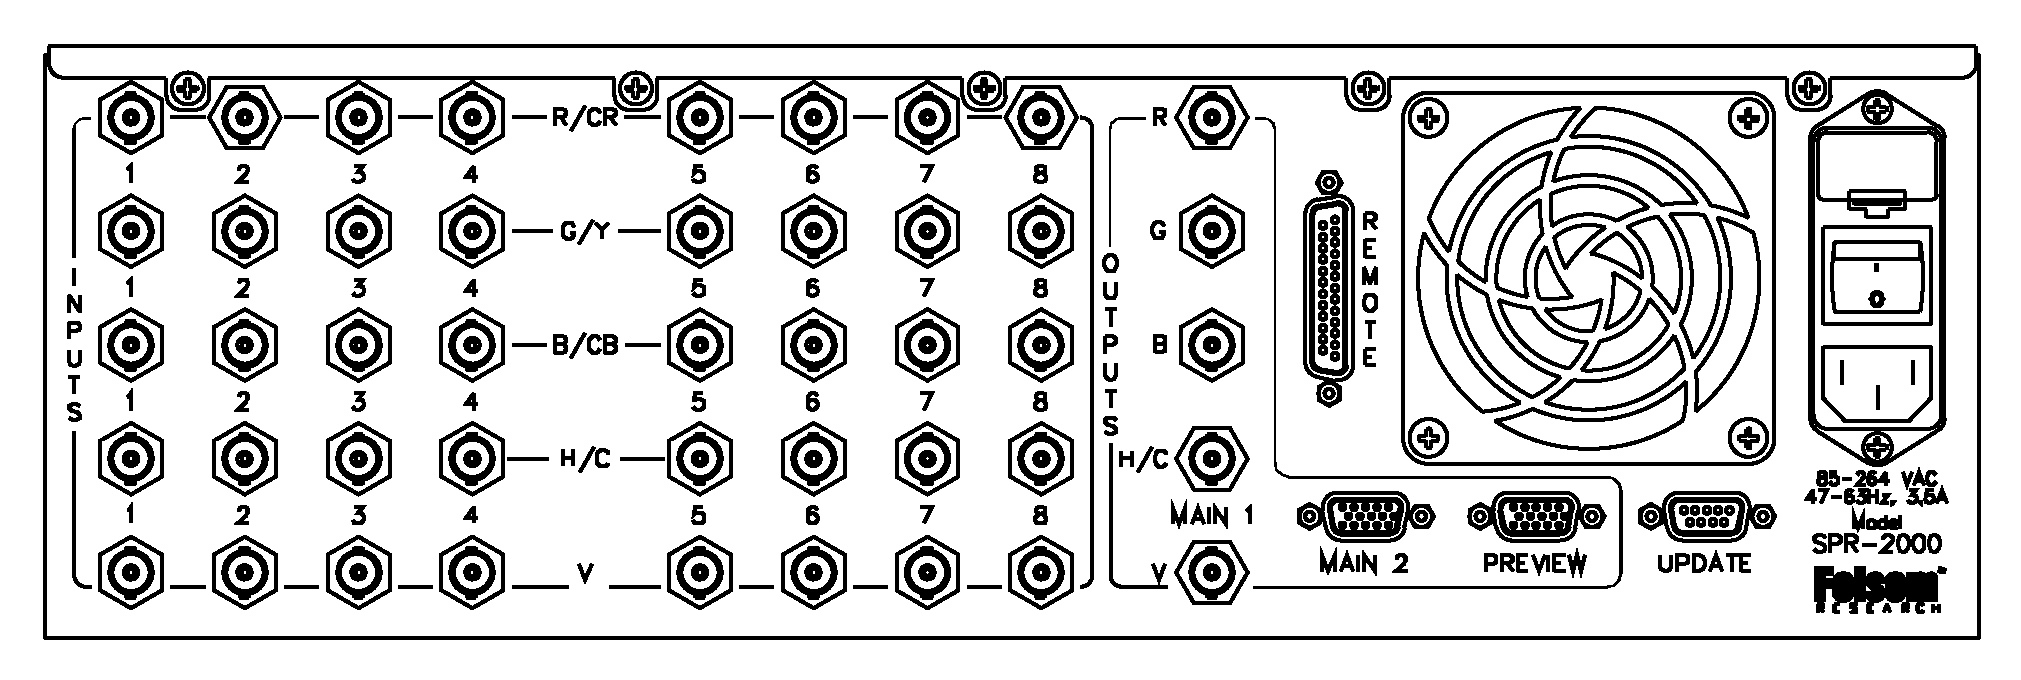 R/CR
R
1 2 3 4 5 6 7 8
G/Y
G
REMOTE
INPUTS
OUTPUTS
1 2 3 4 5 6 7 8
I
O
B/CB
B
1 2 3 4 5 6 7 8
H/C
H/C
85-264 VAC
47-63Hz, 3.5A
1 2 3 4 5 6 7 8
MAIN 1
Model
SPR-2000
V
V
MAIN 2
PREVIEW
UPDATE
Folsom™
RESEARCH